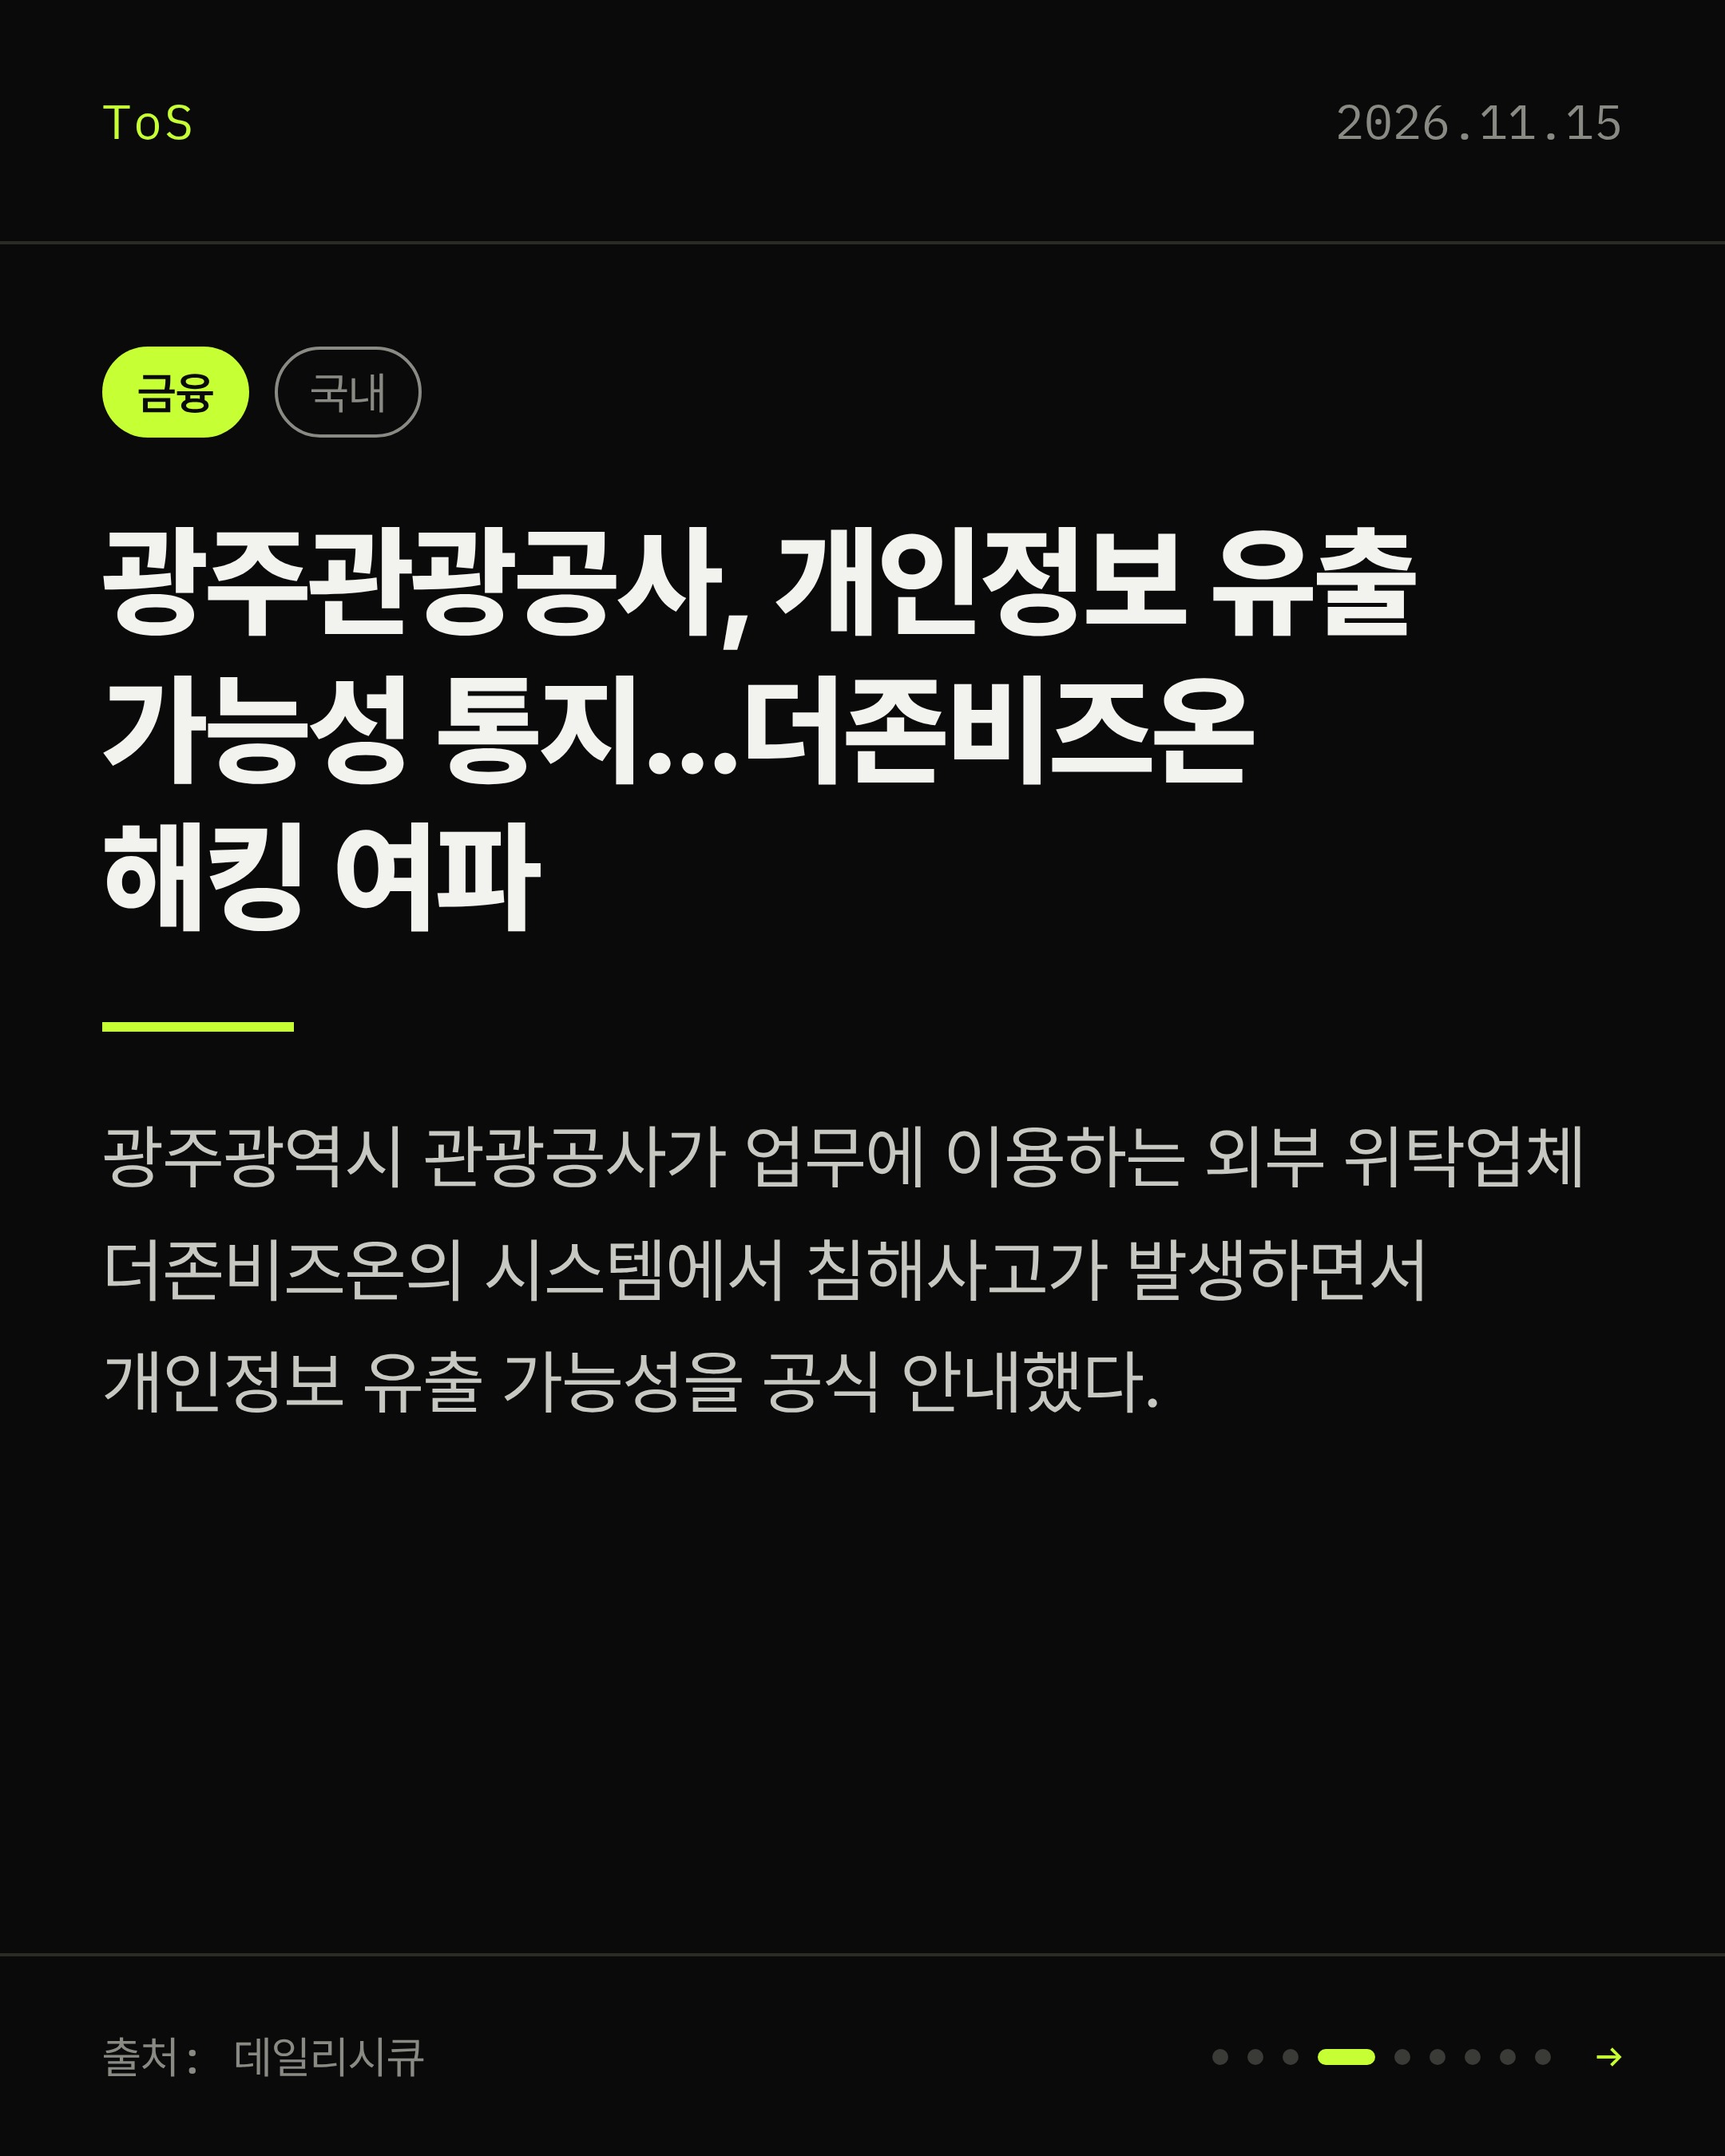 ToS
2026.11.15
금융
국내
광주관광공사, 개인정보 유출
가능성 통지…더존비즈온
해킹 여파
광주광역시 관광공사가 업무에 이용하는 외부 위탁업체
더존비즈온의 시스템에서 침해사고가 발생하면서
개인정보 유출 가능성을 공식 안내했다.
출처: 데일리시큐
→